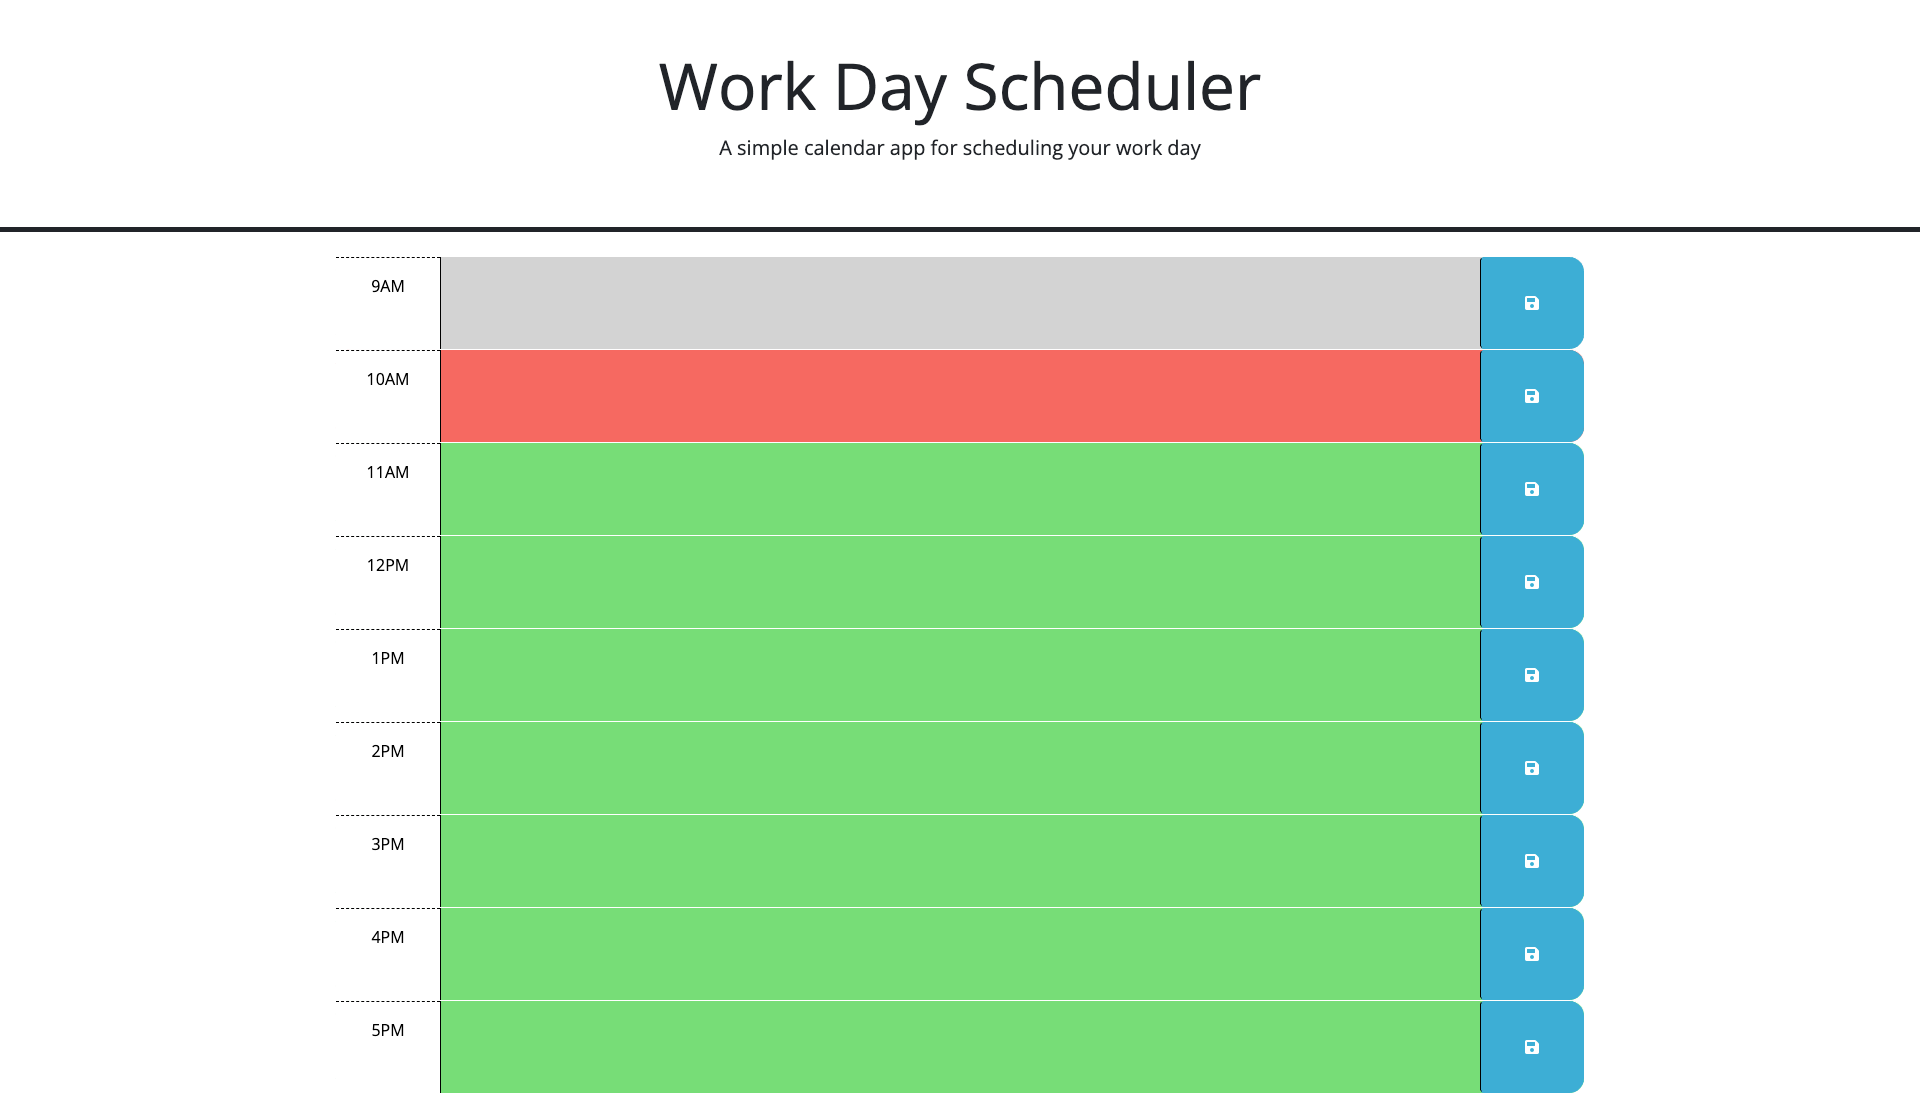 Work Day Scheduler
A simple calendar app for scheduling your work day
9AM
10AM
11AM
12PM
1PM
2PM
3PM
4PM
5PM